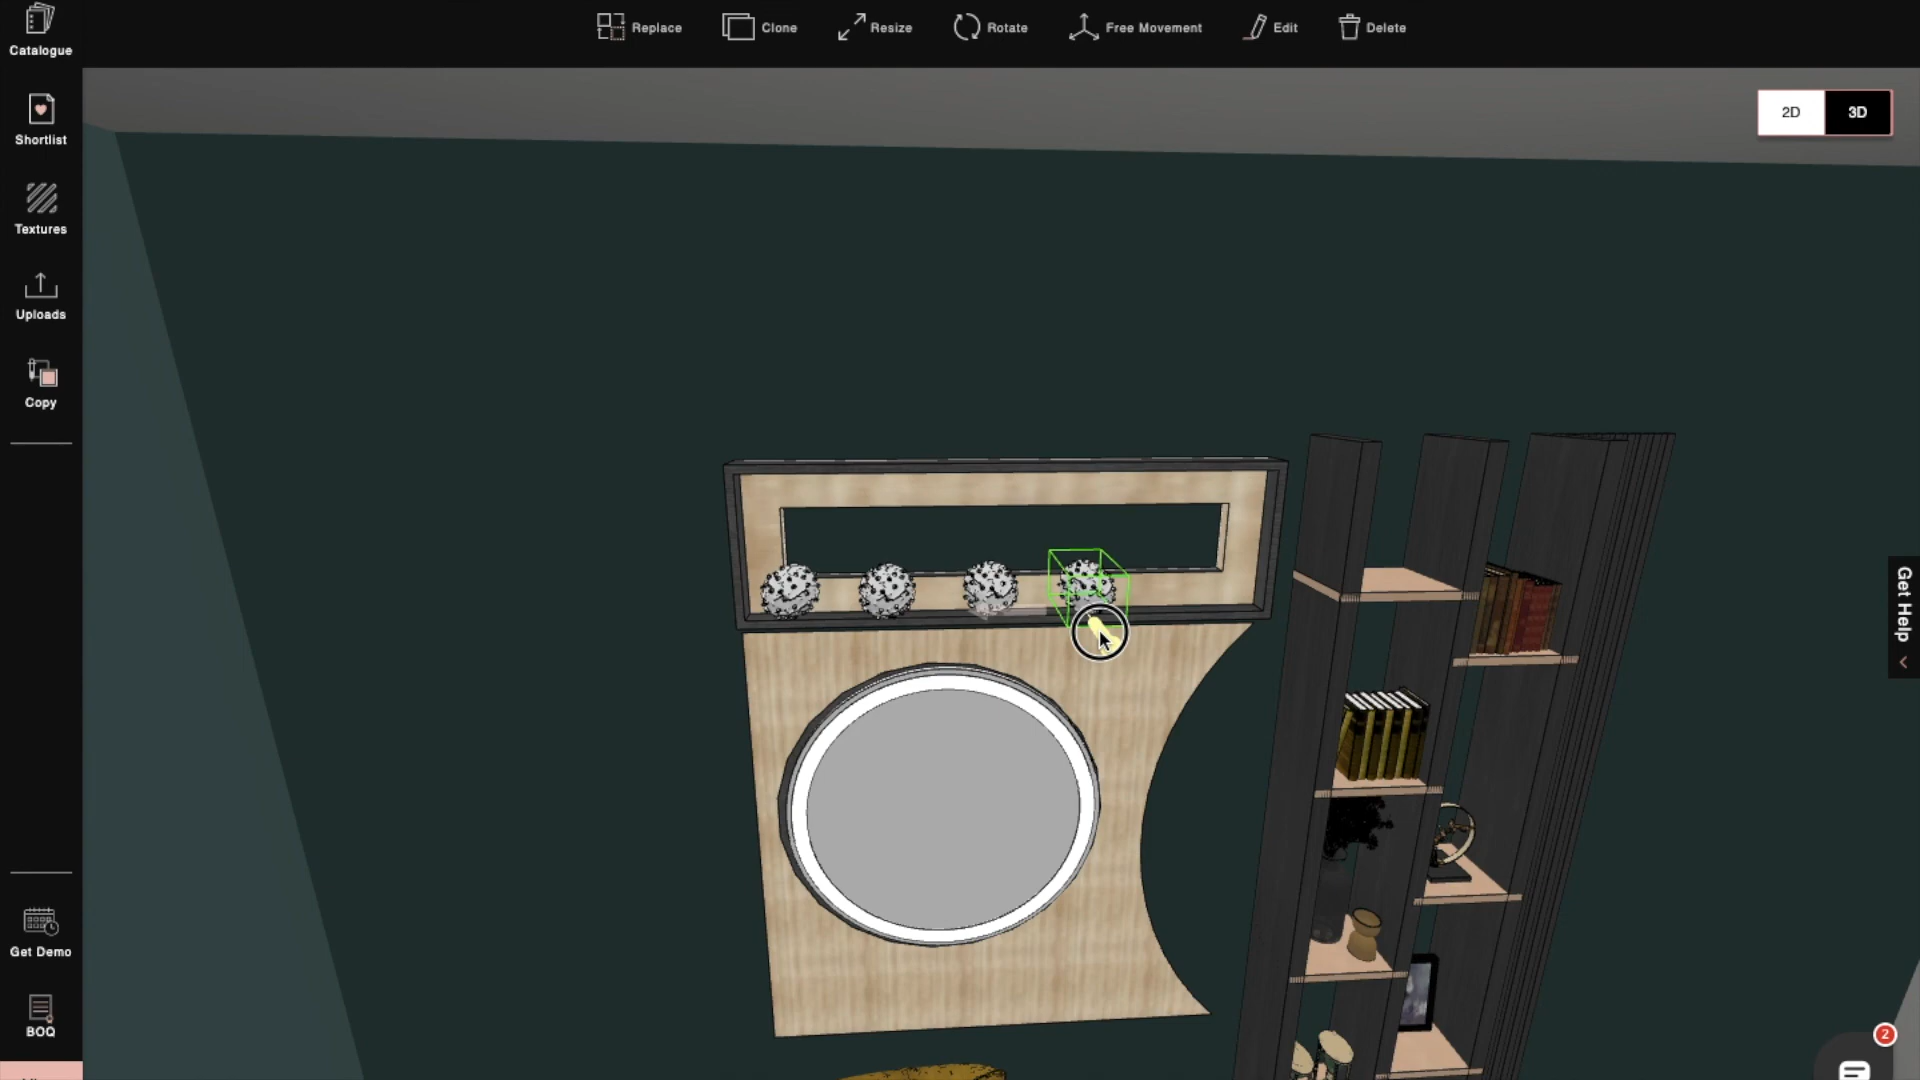 Replace
Clone
Resize
Rotate
Free Movement
Edit
Delete
Catalogue
Shortlist
Textures
Uploads
Copy
Get Demo
BOQ
2D
3D
Get Help
2